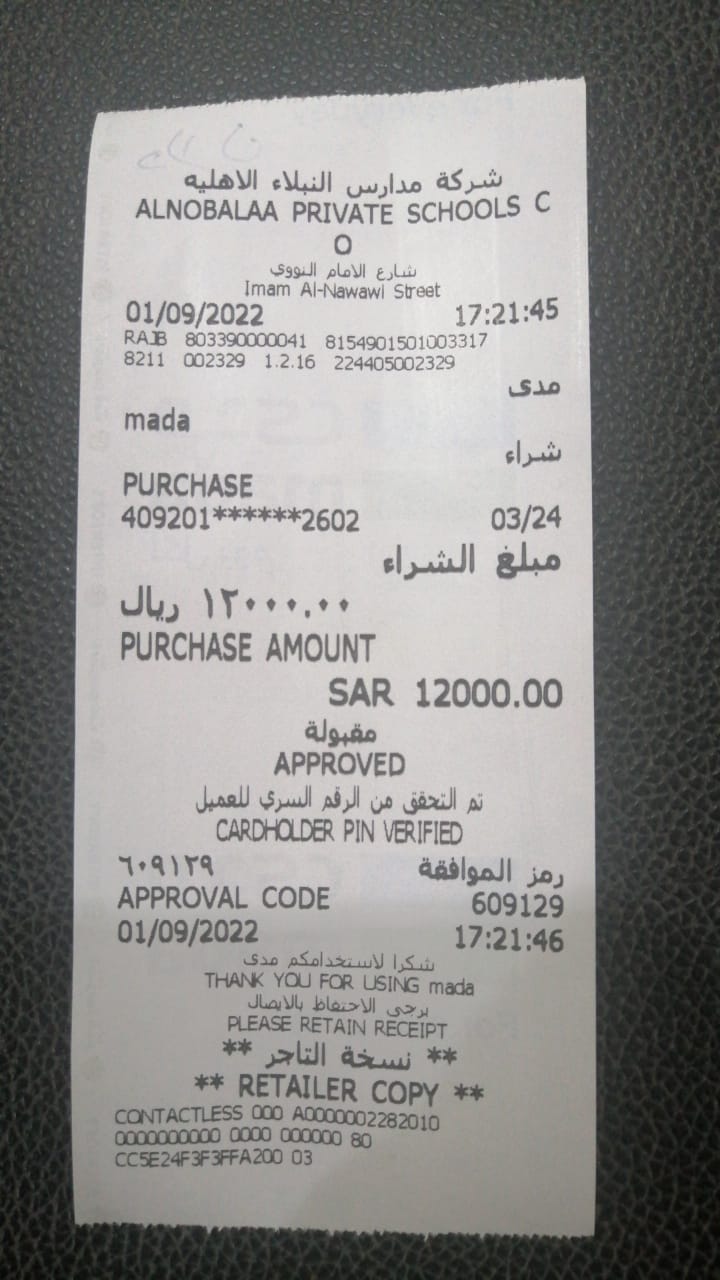 شركة مدارس النبلاء الاهليه
ALNOBALAA PRIVATE SCHOOLS C
O
شارع الامام النووي
Imam Al-Nawawi Street
01/09/2022 17:21:45
RAJB 803390000041 8154901501003317
8211 002329 1.2.16 224405002329
مدى
mada
شراء
PURCHASE
409201******2602 03/24
مبلغ الشراء
١٢٠٠٠.٠٠ ريال
PURCHASE AMOUNT
SAR 12000.00
مقبولة
APPROVED
تم التحقق من الرقم السري للعميل
CARDHOLDER PIN VERIFIED
رمز الموافقة ٦٠٩١٢٩
APPROVAL CODE 609129
01/09/2022 17:21:46
شكرا لاستخدامكم مدى
THANK YOU FOR USING mada
يرجى الاحتفاظ بالايصال
PLEASE RETAIN RECEIPT
** نسخة التاجر **
** RETAILER COPY **
CONTACTLESS 000 A0000002282010
0000000000 0000 000000 80
CC5E24F3F3FFA200 03